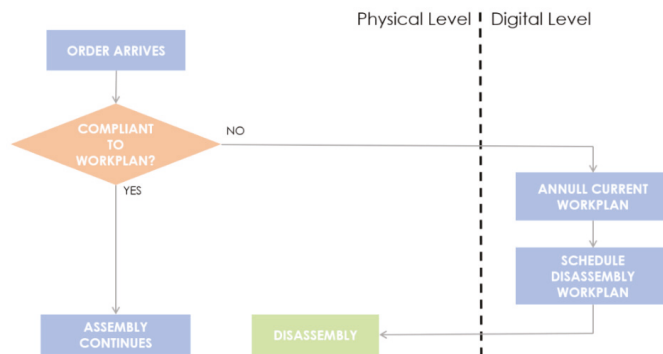 Physical Level
Digital Level
ORDER ARRIVES
COMPLIANT
TO
WORKPLAN?
NO
YES
ANNULL CURRENT
WORKPLAN
SCHEDULE
DISASSEMBLY
WORKPLAN
ASSEMBLY
CONTINUES
DISASSEMBLY